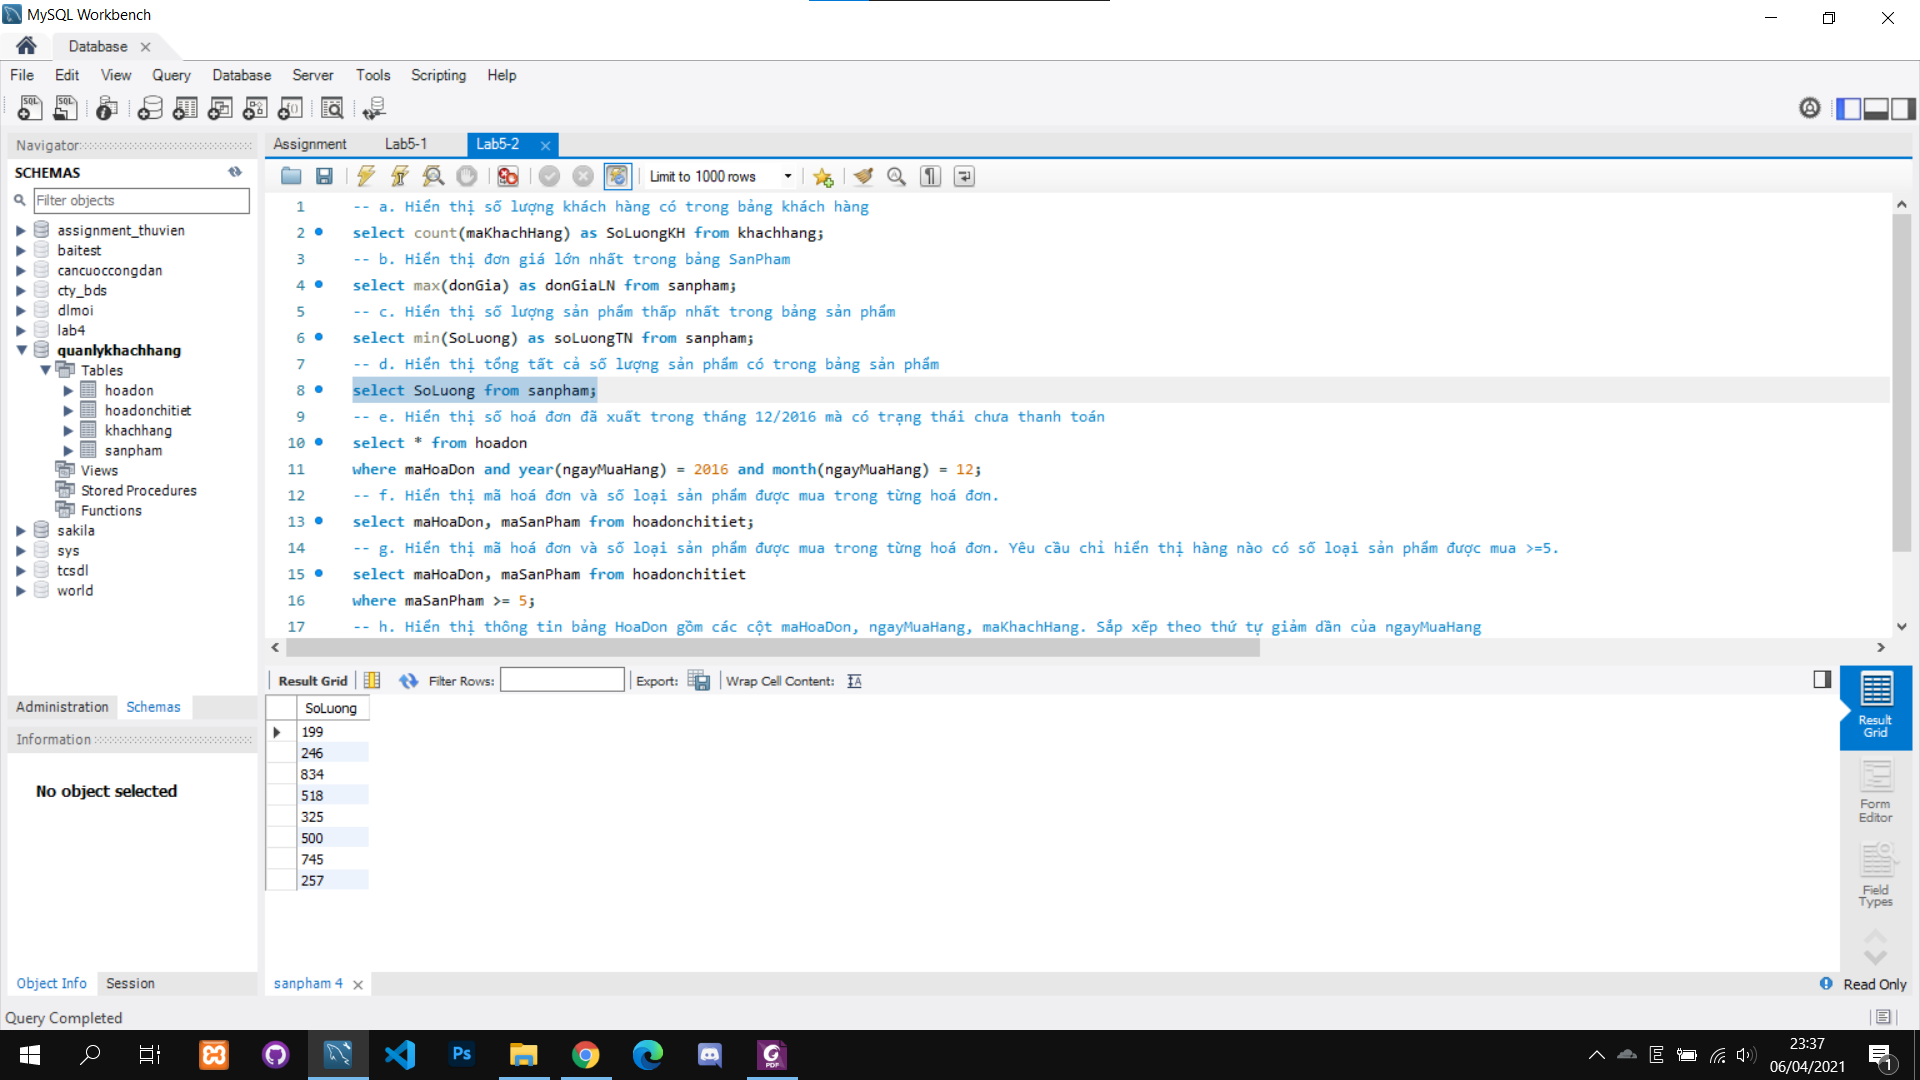 MySQL Workbench
Database
File Edit View Query Database Server Tools Scripting Help
Navigator
SCHEMAS
Filter objects
assignment_thuvien
baitest
cancuoccongdan
cty_bds
dlmoi
lab4
quanlykhachhang
Tables
hoadon
hoadonchitiet
khachhang
sanpham
Views
Stored Procedures
Functions
sakila
sys
tcsdl
world
Administration Schemas
Information
No object selected
Object Info Session
Assignment Lab5-1 Lab5-2
Limit to 1000 rows
1 -- a. Hiển thị số lượng khách hàng có trong bảng khách hàng
2 select count(maKhachHang) as SoLuongKH from khachhang;
3 -- b. Hiển thị đơn giá lớn nhất trong bảng SanPham
4 select max(donGia) as donGiaLN from sanpham;
5 -- c. Hiển thị số lượng sản phẩm thấp nhất trong bảng sản phẩm
6 select min(SoLuong) as soLuongTN from sanpham;
7 -- d. Hiển thị tổng tất cả số lượng sản phẩm có trong bảng sản phẩm
8 select SoLuong from sanpham;
9 -- e. Hiển thị số hoá đơn đã xuất trong tháng 12/2016 mà có trạng thái chưa thanh toán
10 select * from hoadon
11 where maHoaDon and year(ngayMuaHang) = 2016 and month(ngayMuaHang) = 12;
12 -- f. Hiển thị mã hoá đơn và số loại sản phẩm được mua trong từng hoá đơn.
13 select maHoaDon, maSanPham from hoadonchitiet;
14 -- g. Hiển thị mã hoá đơn và số loại sản phẩm được mua trong từng hoá đơn. Yêu cầu chỉ hiển thị hàng nào có số loại sản phẩm được mua >=5.
15 select maHoaDon, maSanPham from hoadonchitiet
16 where maSanPham >= 5;
17 -- h. Hiển thị thông tin bảng HoaDon gồm các cột maHoaDon, ngayMuaHang, maKhachHang. Sắp xếp theo thứ tự giảm dần của ngayMuaHang
Result Grid Filter Rows: Export: Wrap Cell Content:
SoLuong
199
246
834
518
325
500
745
257
Result Grid
Form Editor
Field Types
sanpham 4
Read Only
Query Completed
23:37
06/04/2021
1